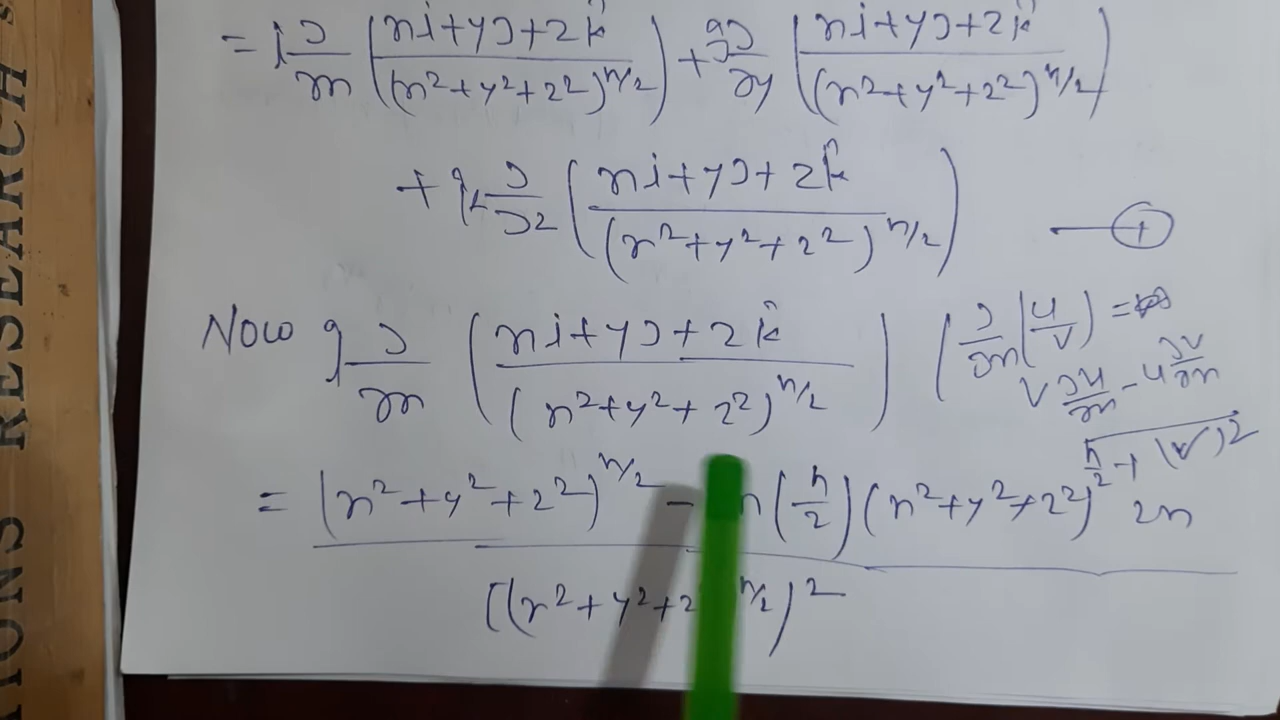 = i ∂/∂x ( (xi+yj+zk̂)/(x²+y²+z²)^{n/2} ) + j ∂/∂y ( (xi+yj+zk̂)/(x²+y²+z²)^{n/2} )
+ k ∂/∂z ( (xi+yj+zk̂)/(x²+y²+z²)^{n/2} ) — ①
Now i ∂/∂x ( (xi+yj+zk̂)/(x²+y²+z²)^{n/2} ) ( ∂/∂x (u/v) =
v ∂u/∂x - u ∂v/∂x
(v)²
= (x²+y²+z²)^{n/2} - x (n/2) (x²+y²+z²)^{n/2-1} 2x
[(x²+y²+z²)^{n/2})²
RESEARCH
IONS